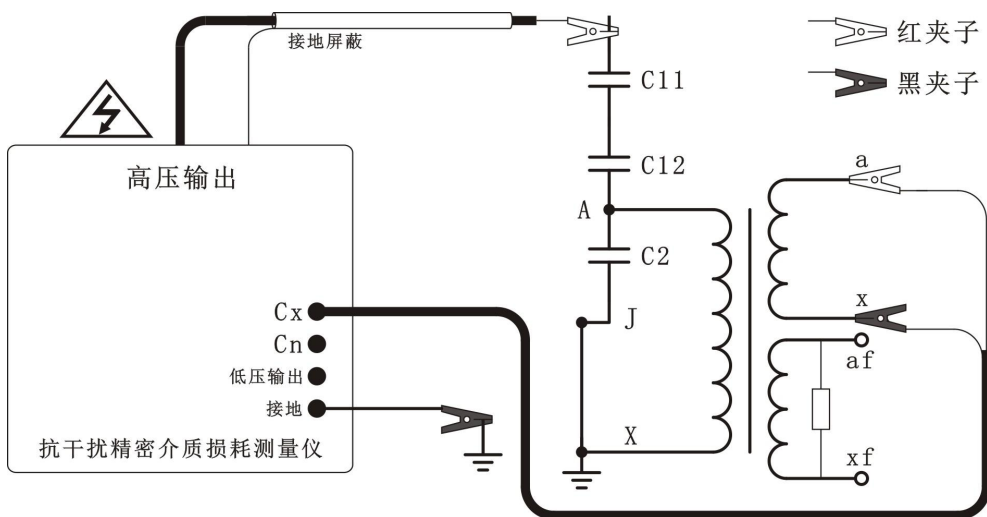 接地屏蔽
红夹子
黑夹子
C11
高压输出
C12
a
A
C2
x
Cx
J
Cn
af
低压输出
接地
X
抗干扰精密介质损耗测量仪
xf